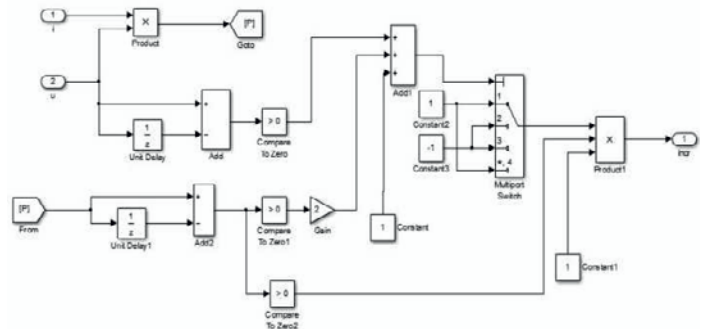 1
i
×
Product
[P]
Goto
2
u
+
−
Add
1
z
Unit Delay
> 0
Compare
To Zero
+
+
+
Add1
1
Constant2
-1
Constant3
1
2
3
*, 4
Multiport
Switch
×
Product1
1
Incr
[P]
From
1
z
Unit Delay1
+
−
Add2
> 0
Compare
To Zero1
2
Gain
1
Constant
1
Constant1
> 0
Compare
To Zero2